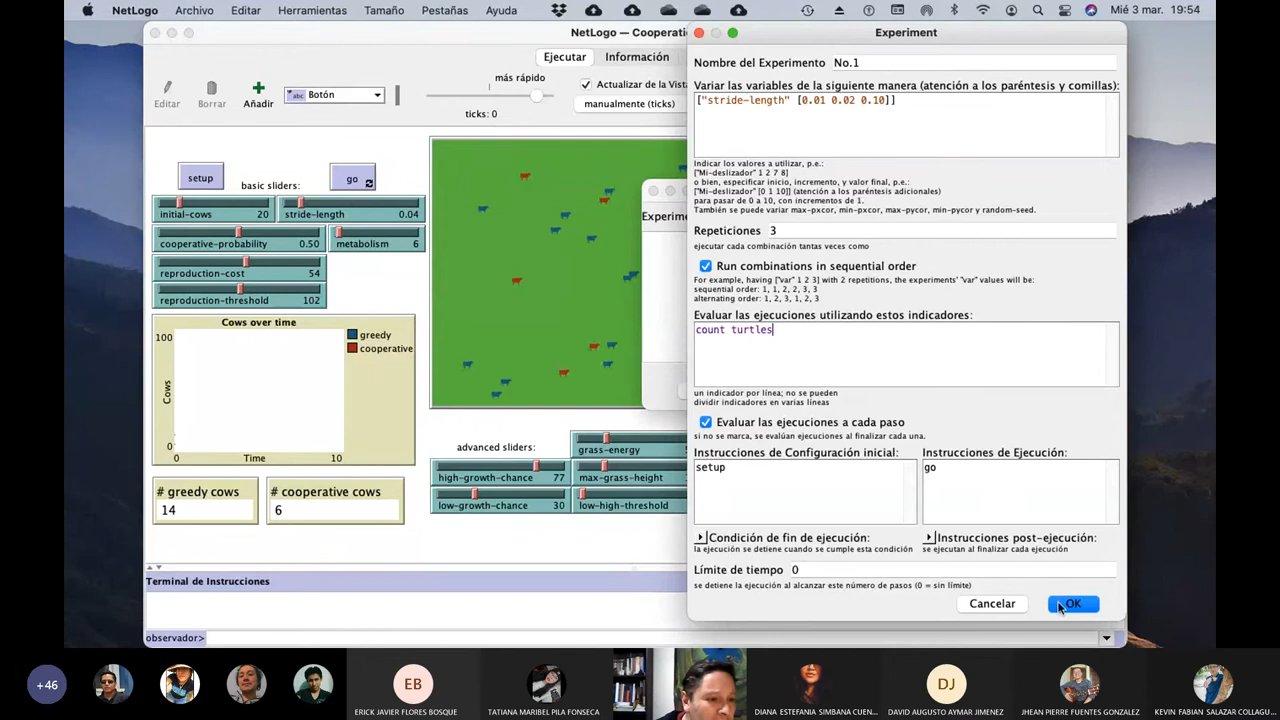 NetLogo Archivo Editar Herramientas Tamaño Pestañas Ayuda Mié 3 mar. 19:54
NetLogo — Cooperati
Ejecutar Información
Editar Borrar Añadir
abc Botón
más rápido
ticks: 0
Actualizar de la Vista
manualmente (ticks)
setup
basic sliders:
go
initial-cows 20
stride-length 0.04
cooperative-probability 0.50
metabolism 6
reproduction-cost 54
reproduction-threshold 102
Cows over time
100
Cows
0
0 Time 10
greedy
cooperative
# greedy cows
14
# cooperative cows
6
advanced sliders:
grass-energy
high-growth-chance 77
max-grass-height
low-growth-chance 30
low-high-threshold
Terminal de Instrucciones
observador>
Experime
Experiment
Nombre del Experimento No.1
Varíar las variables de la siguiente manera (atención a los paréntesis y comillas):
["stride-length" [0.01 0.02 0.10]]
Indicar los valores a utilizar, p.e.:
["Mi-deslizador" 1 2 7 8]
o bien, especificar inicio, incremento, y valor final, p.e.:
["Mi-deslizador" [0 1 10]] (atención a los paréntesis adicionales)
para pasar de 0 a 10, con incrementos de 1.
También se puede variar max-pxcor, min-pxcor, max-pycor, min-pycor y random-seed.
Repeticiones 3
ejecutar cada combinación tantas veces como
Run combinations in sequential order
For example, having ["var" 1 2 3] with 2 repetitions, the experiments' "var" values will be:
sequential order: 1, 1, 2, 2, 3, 3
alternating order: 1, 2, 3, 1, 2, 3
Evaluar las ejecuciones utilizando estos indicadores:
count turtles
un indicador por línea; no se pueden
dividir indicadores en varias líneas
Evaluar las ejecuciones a cada paso
si no se marca, se evalúan ejecuciones al finalizar cada una.
Instrucciones de Configuración inicial:
setup
Instrucciones de Ejecución:
go
Condición de fin de ejecución:
la ejecución se detiene cuando se cumple esta condición
Instrucciones post-ejecución:
se ejecutan al finalizar cada ejecución
Límite de tiempo 0
se detiene la ejecución al alcanzar este número de pasos (0 = sin límite)
Cancelar OK
+46
EB
DJ
ERICK JAVIER FLORES BOSQUE
TATIANA MARIBEL PILA FONSECA
DIANA ESTEFANIA SIMBANA CUEN...
DAVID AUGUSTO AYMAR JIMENEZ
JHEAN PIERRE FUENTES GONZALEZ
KEVIN FABIAN SALAZAR COLLAGU...